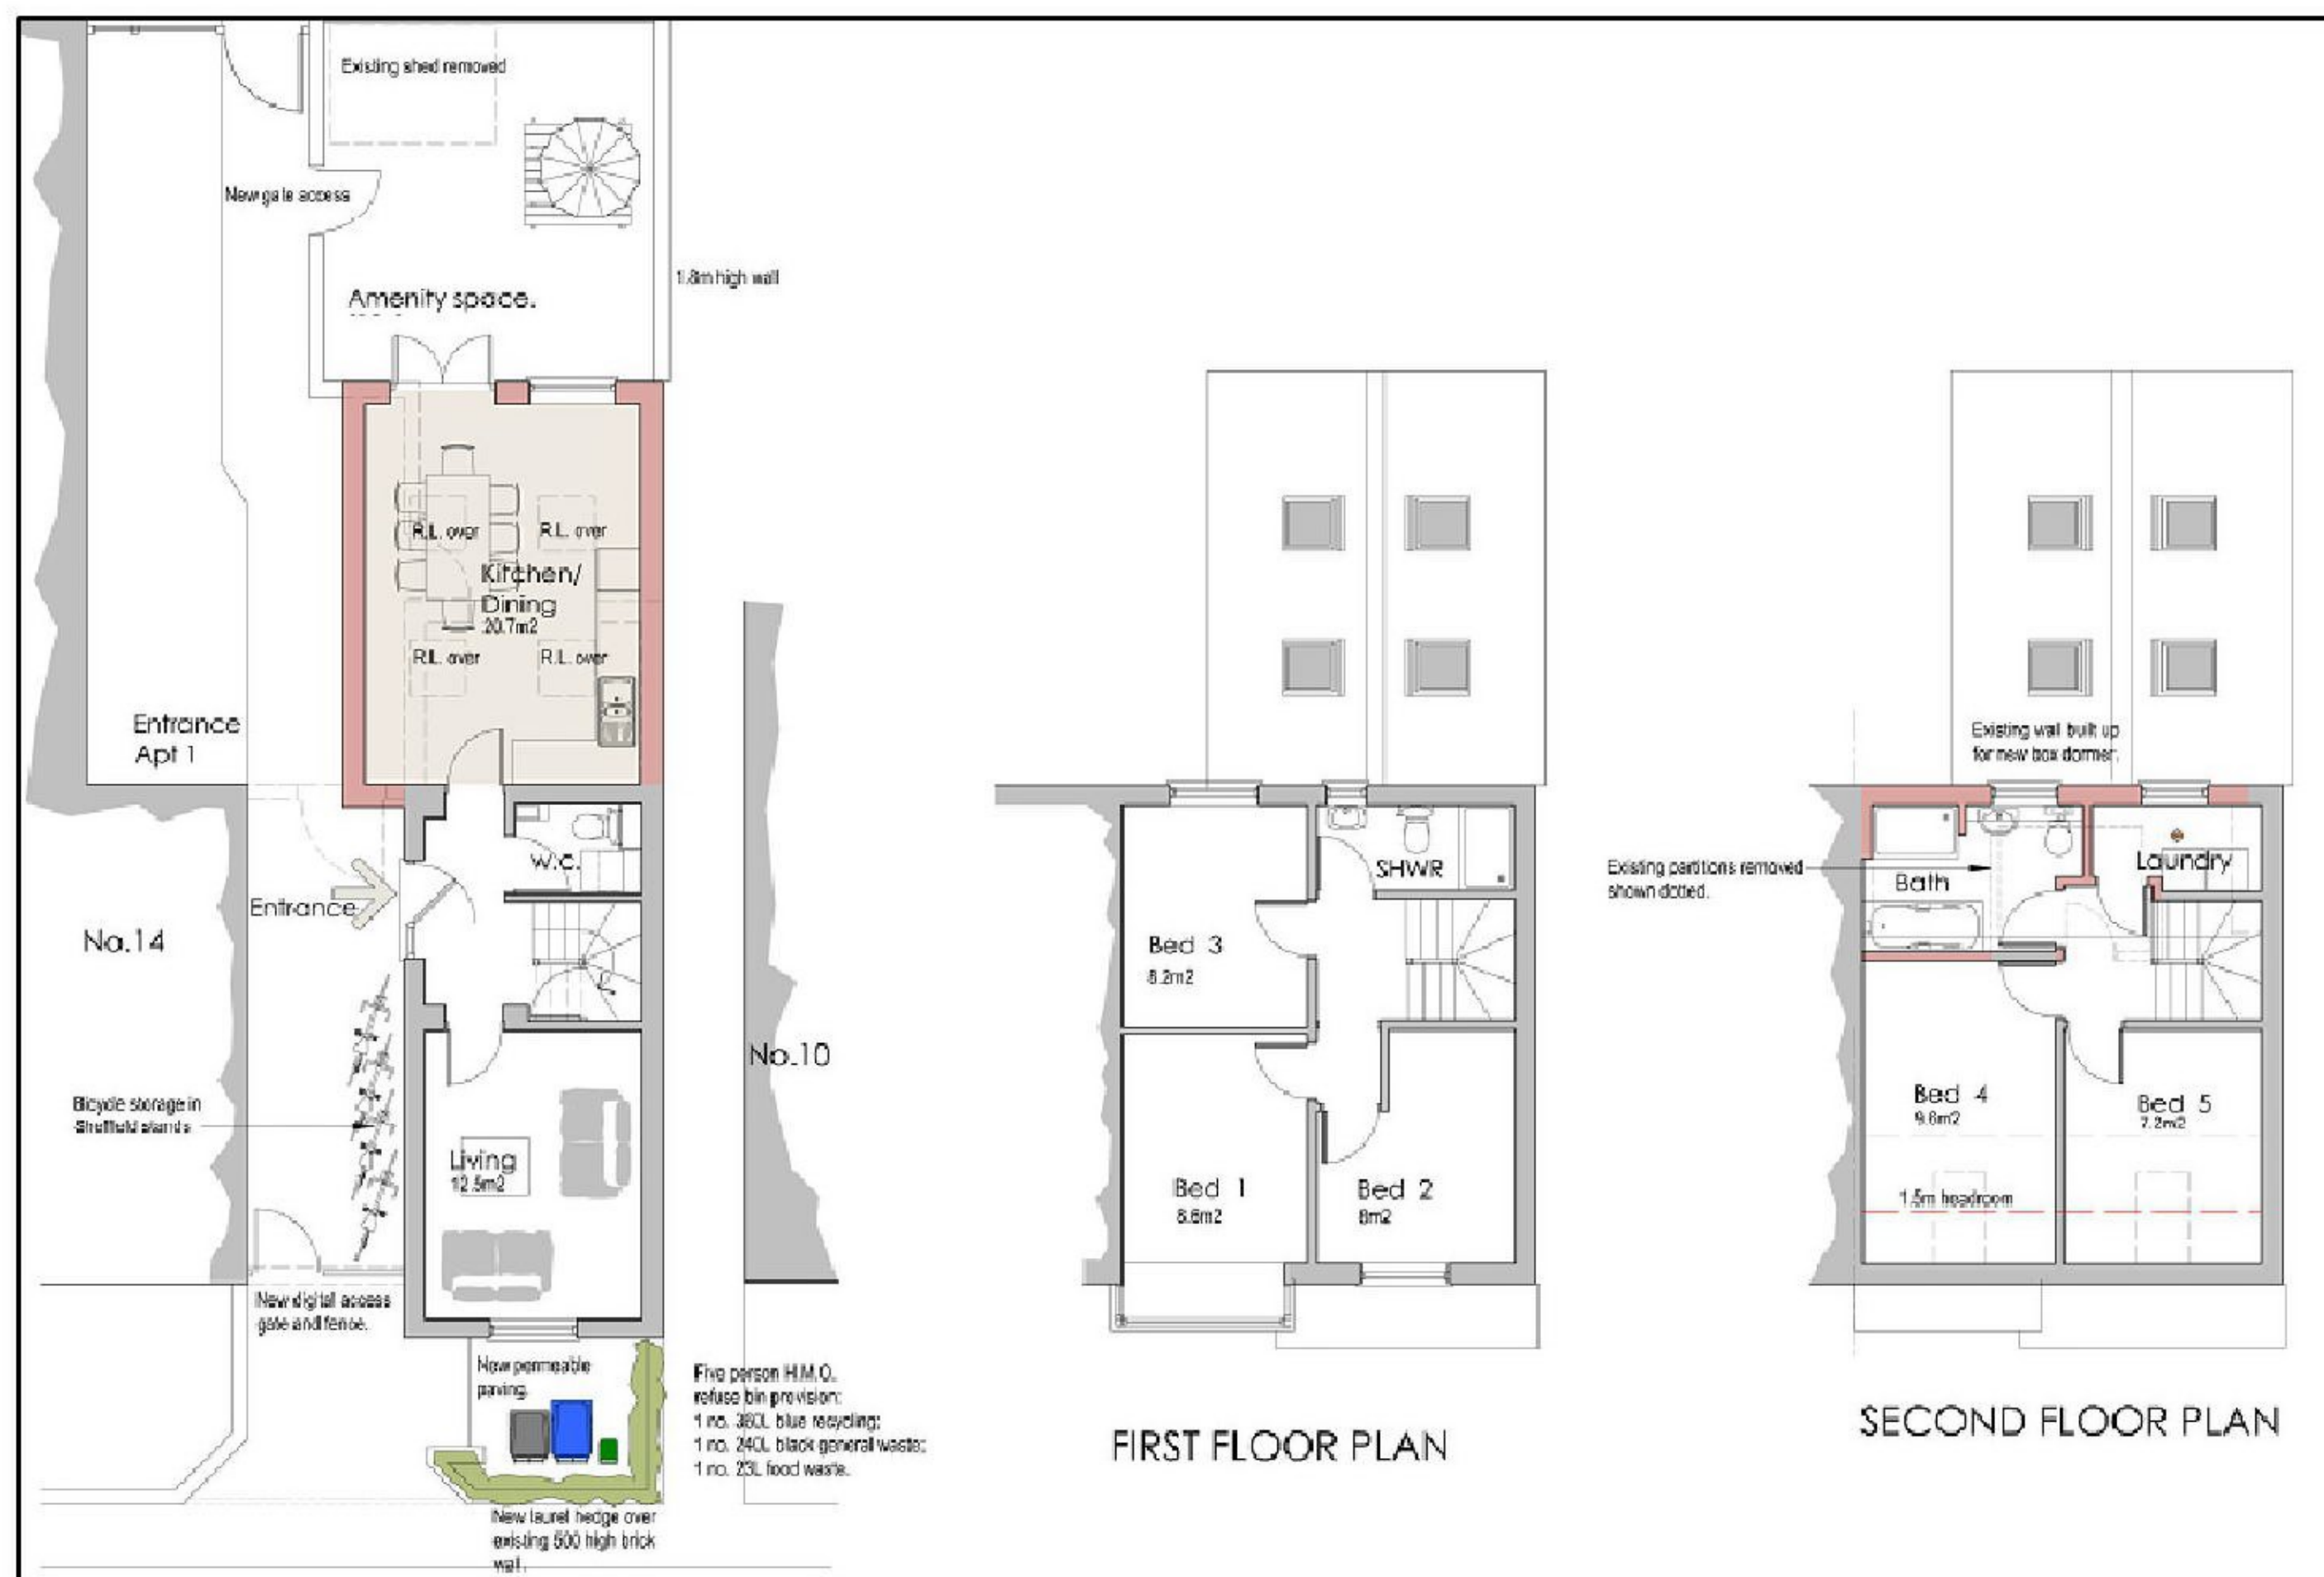 Existing shed removed
New gate access
1.8m high wall
Amenity space.
R.L. over
R.L. over
Kitchen/
Dining
20.7m2
R.L. over
R.L. over
Entrance
Apt 1
W.C.
Entrance
No.14
No.10
Bicycle storage in
Sheffield stands
Living
12.5m2
New digital access
gate and fence.
New permeable
paving.
Five person H.M.O.
refuse bin provision:
1 no. 360L blue recycling;
1 no. 240L black general waste;
1 no. 23L food waste.
New laurel hedge over
existing 500 high brick
wall.
SHWR
Bed 3
8.2m2
Bed 1
8.6m2
Bed 2
8m2
FIRST FLOOR PLAN
Existing wall built up
for new box dormer.
Existing partitions removed
shown dotted.
Bath
Laundry
Bed 4
9.6m2
Bed 5
7.2m2
1.5m headroom
SECOND FLOOR PLAN